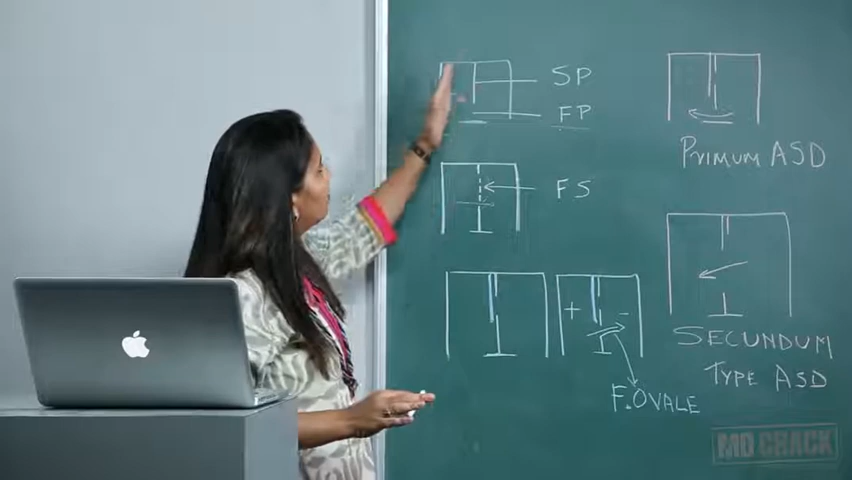 SP
FP
FS
+ -
F.OVALE
PRIMUM ASD
SECUNDUM
TYPE ASD
MD CRACK